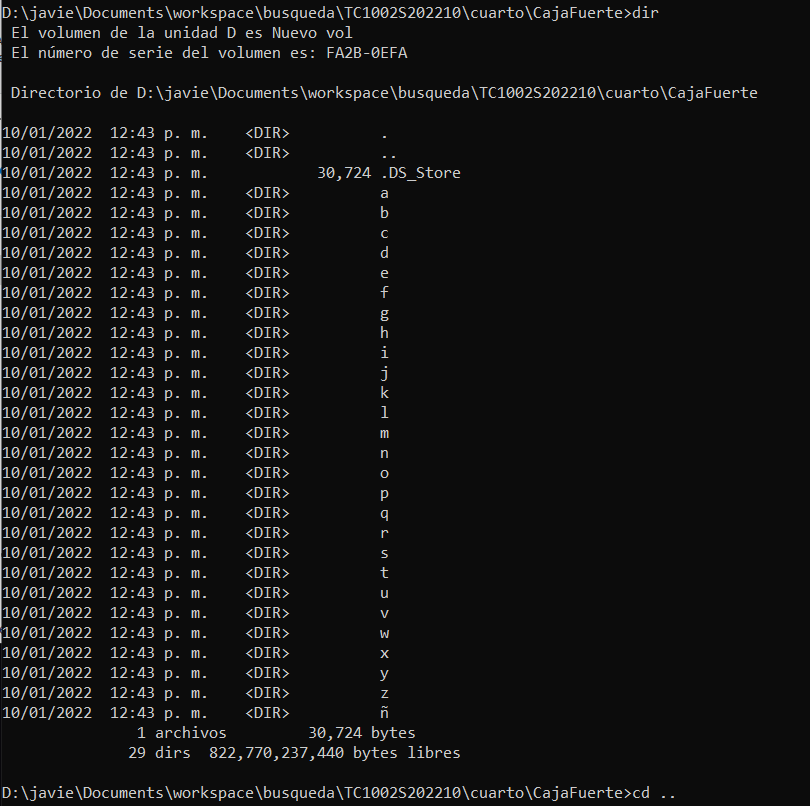 D:\javie\Documents\workspace\busqueda\TC1002S202210\cuarto\CajaFuerte>dir
 El volumen de la unidad D es Nuevo vol
 El número de serie del volumen es: FA2B-0EFA

 Directorio de D:\javie\Documents\workspace\busqueda\TC1002S202210\cuarto\CajaFuerte

10/01/2022  12:43 p. m.    <DIR>          .
10/01/2022  12:43 p. m.    <DIR>          ..
10/01/2022  12:43 p. m.            30,724 .DS_Store
10/01/2022  12:43 p. m.    <DIR>          a
10/01/2022  12:43 p. m.    <DIR>          b
10/01/2022  12:43 p. m.    <DIR>          c
10/01/2022  12:43 p. m.    <DIR>          d
10/01/2022  12:43 p. m.    <DIR>          e
10/01/2022  12:43 p. m.    <DIR>          f
10/01/2022  12:43 p. m.    <DIR>          g
10/01/2022  12:43 p. m.    <DIR>          h
10/01/2022  12:43 p. m.    <DIR>          i
10/01/2022  12:43 p. m.    <DIR>          j
10/01/2022  12:43 p. m.    <DIR>          k
10/01/2022  12:43 p. m.    <DIR>          l
10/01/2022  12:43 p. m.    <DIR>          m
10/01/2022  12:43 p. m.    <DIR>          n
10/01/2022  12:43 p. m.    <DIR>          o
10/01/2022  12:43 p. m.    <DIR>          p
10/01/2022  12:43 p. m.    <DIR>          q
10/01/2022  12:43 p. m.    <DIR>          r
10/01/2022  12:43 p. m.    <DIR>          s
10/01/2022  12:43 p. m.    <DIR>          t
10/01/2022  12:43 p. m.    <DIR>          u
10/01/2022  12:43 p. m.    <DIR>          v
10/01/2022  12:43 p. m.    <DIR>          w
10/01/2022  12:43 p. m.    <DIR>          x
10/01/2022  12:43 p. m.    <DIR>          y
10/01/2022  12:43 p. m.    <DIR>          z
10/01/2022  12:43 p. m.    <DIR>          ñ
               1 archivos         30,724 bytes
              29 dirs  822,770,237,440 bytes libres

D:\javie\Documents\workspace\busqueda\TC1002S202210\cuarto\CajaFuerte>cd ..